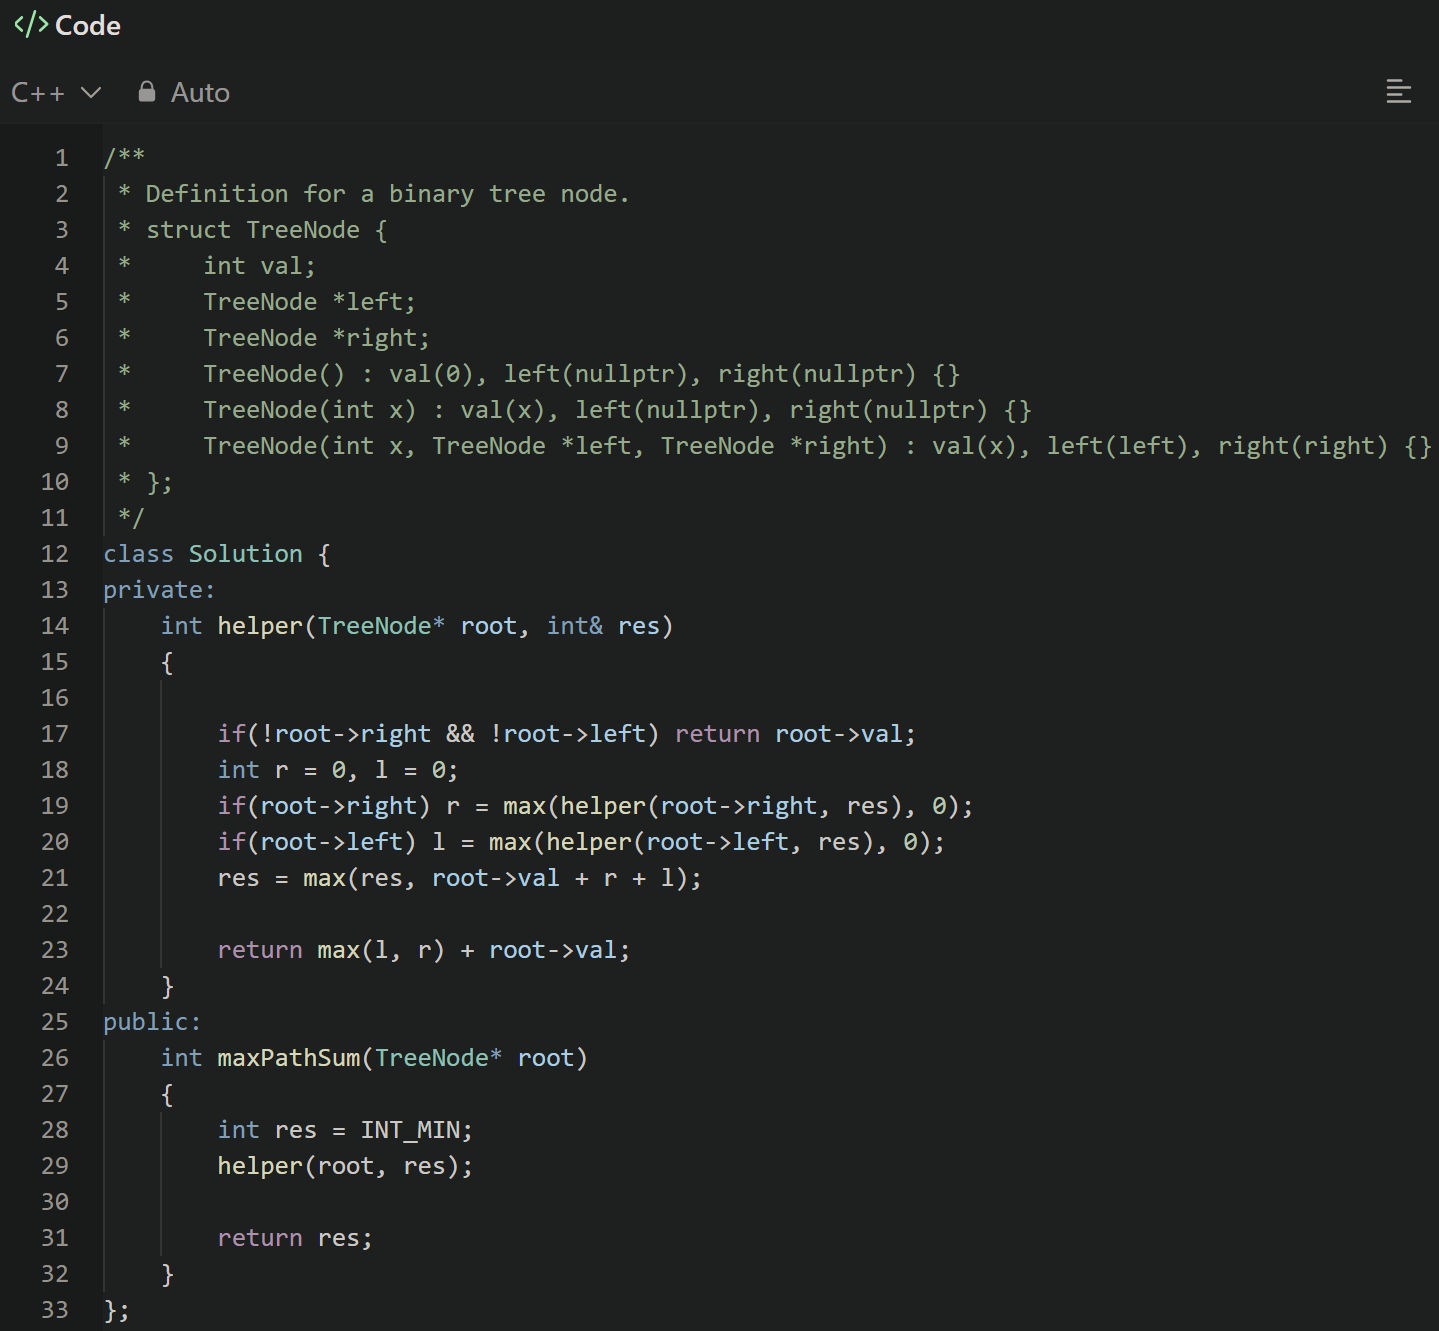 </> Code
C++ Auto
1 /**
2  * Definition for a binary tree node.
3  * struct TreeNode {
4  *     int val;
5  *     TreeNode *left;
6  *     TreeNode *right;
7  *     TreeNode() : val(0), left(nullptr), right(nullptr) {}
8  *     TreeNode(int x) : val(x), left(nullptr), right(nullptr) {}
9  *     TreeNode(int x, TreeNode *left, TreeNode *right) : val(x), left(left), right(right) {}
10  * };
11  */
12 class Solution {
13 private:
14     int helper(TreeNode* root, int& res)
15     {
16
17         if(!root->right && !root->left) return root->val;
18         int r = 0, l = 0;
19         if(root->right) r = max(helper(root->right, res), 0);
20         if(root->left) l = max(helper(root->left, res), 0);
21         res = max(res, root->val + r + l);
22
23         return max(l, r) + root->val;
24     }
25 public:
26     int maxPathSum(TreeNode* root)
27     {
28         int res = INT_MIN;
29         helper(root, res);
30
31         return res;
32     }
33 };